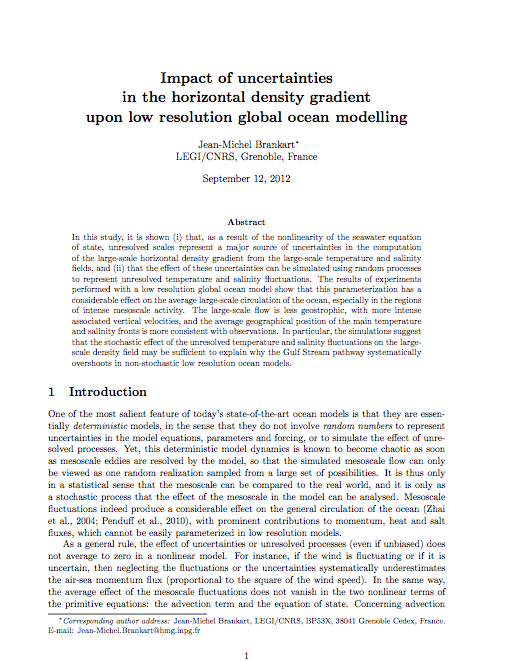 Impact of uncertainties
in the horizontal density gradient
upon low resolution global ocean modelling
Jean-Michel Brankart*
LEGI/CNRS, Grenoble, France
September 12, 2012
Abstract
In this study, it is shown (i) that, as a result of the nonlinearity of the seawater equation
of state, unresolved scales represent a major source of uncertainties in the computation
of the large-scale horizontal density gradient from the large-scale temperature and salinity
fields, and (ii) that the effect of these uncertainties can be simulated using random processes
to represent unresolved temperature and salinity fluctuations. The results of experiments
performed with a low resolution global ocean model show that this parameterization has a
considerable effect on the average large-scale circulation of the ocean, especially in the regions
of intense mesoscale activity. The large-scale flow is less geostrophic, with more intense
associated vertical velocities, and the average geographical position of the main temperature
and salinity fronts is more consistent with observations. In particular, the simulations suggest
that the stochastic effect of the unresolved temperature and salinity fluctuations on the large-
scale density field may be sufficient to explain why the Gulf Stream pathway systematically
overshoots in non-stochastic low resolution ocean models.
1 Introduction
One of the most salient feature of today's state-of-the-art ocean models is that they are essen-
tially deterministic models, in the sense that they do not involve random numbers to represent
uncertainties in the model equations, parameters and forcing, or to simulate the effect of unre-
solved processes. Yet, this deterministic model dynamics is known to become chaotic as soon
as mesoscale eddies are resolved by the model, so that the simulated mesoscale flow can only
be viewed as one random realization sampled from a large set of possibilities. It is thus only
in a statistical sense that the mesoscale can be compared to the real world, and it is only as
a stochastic process that the effect of the mesoscale in the model can be analysed. Mesoscale
fluctuations indeed produce a considerable effect on the general circulation of the ocean (Zhai
et al., 2004; Penduff et al., 2010), with prominent contributions to momentum, heat and salt
fluxes, which cannot be easily parameterized in low resolution models.
As a general rule, the effect of uncertainties or unresolved processes (even if unbiased) does
not average to zero in a nonlinear model. For instance, if the wind is fluctuating or if it is
uncertain, then neglecting the fluctuations or the uncertainties systematically underestimates
the air-sea momentum flux (proportional to the square of the wind speed). In the same way,
the average effect of the mesoscale fluctuations does not vanish in the two nonlinear terms of
the primitive equations: the advection term and the equation of state. Concerning advection
*Corresponding author address: Jean-Michel Brankart, LEGI/CNRS, BP53X, 38041 Grenoble Cedex, France.
E-mail: Jean-Michel.Brankart@hmg.inpg.fr
1